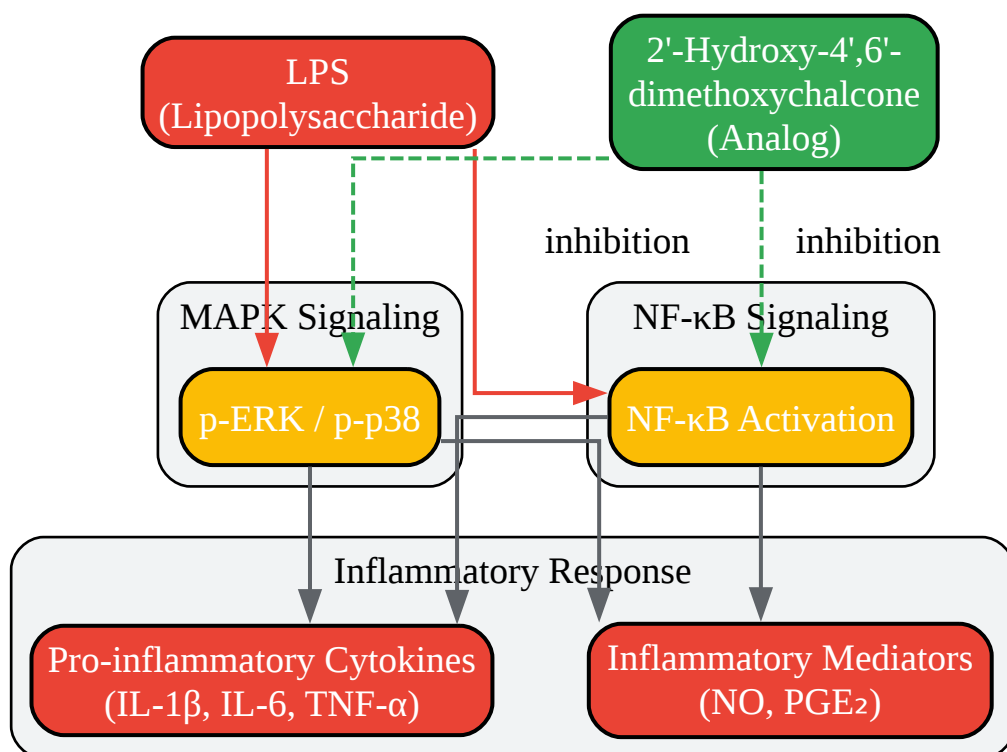 LPS
(Lipopolysaccharide)
2'-Hydroxy-4',6'-
dimethoxychalcone
(Analog)
inhibition
inhibition
MAPK Signaling
NF-κB Signaling
p-ERK / p-p38
NF-κB Activation
Inflammatory Response
Pro-inflammatory Cytokines
(IL-1β, IL-6, TNF-α)
Inflammatory Mediators
(NO, PGE₂)